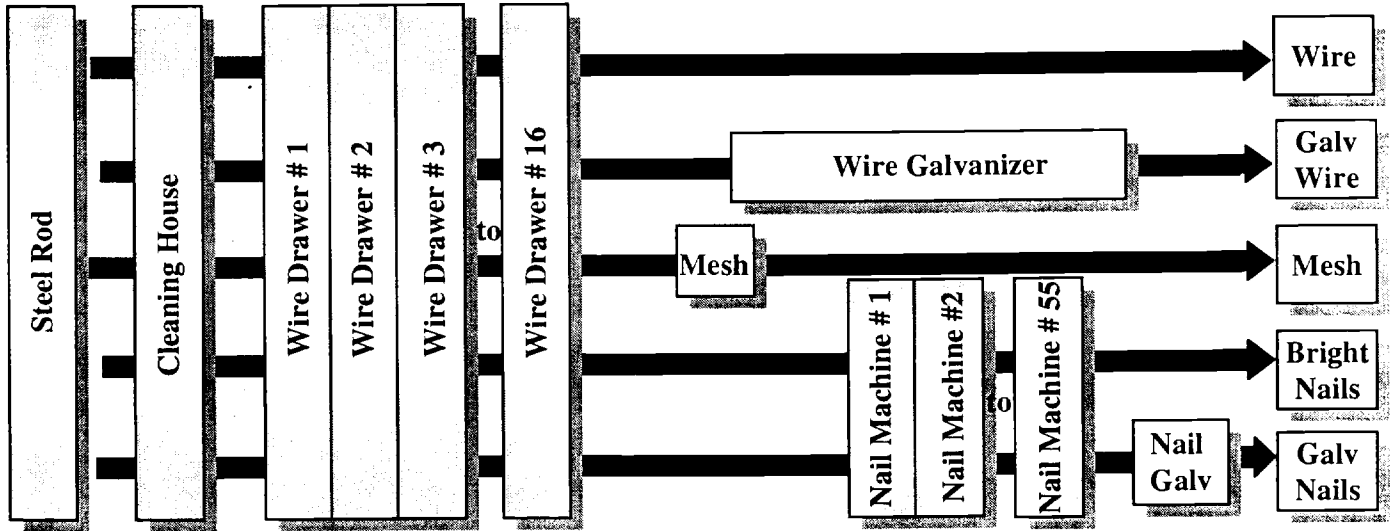 Steel Rod
Cleaning House
Wire Drawer # 1
Wire Drawer # 2
Wire Drawer # 3
to
Wire Drawer # 16
Wire Galvanizer
Mesh
Nail Machine # 1
Nail Machine #2
to
Nail Machine # 55
Nail
Galv
Wire
Galv
Wire
Mesh
Bright
Nails
Galv
Nails